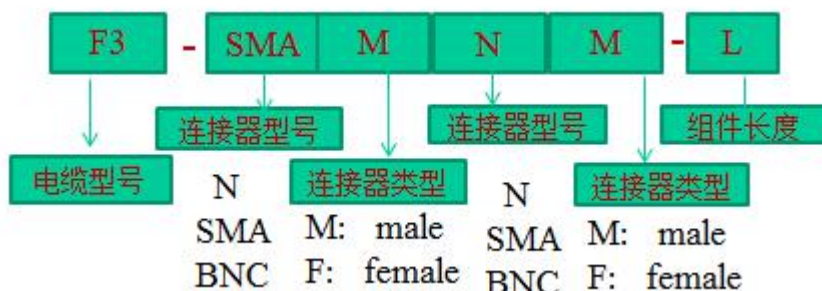 F3 - SMA M N M - L
连接器型号 连接器型号 组件长度
电缆型号 N 连接器类型 N 连接器类型
SMA M: male SMA M: male
BNC F: female BNC F: female